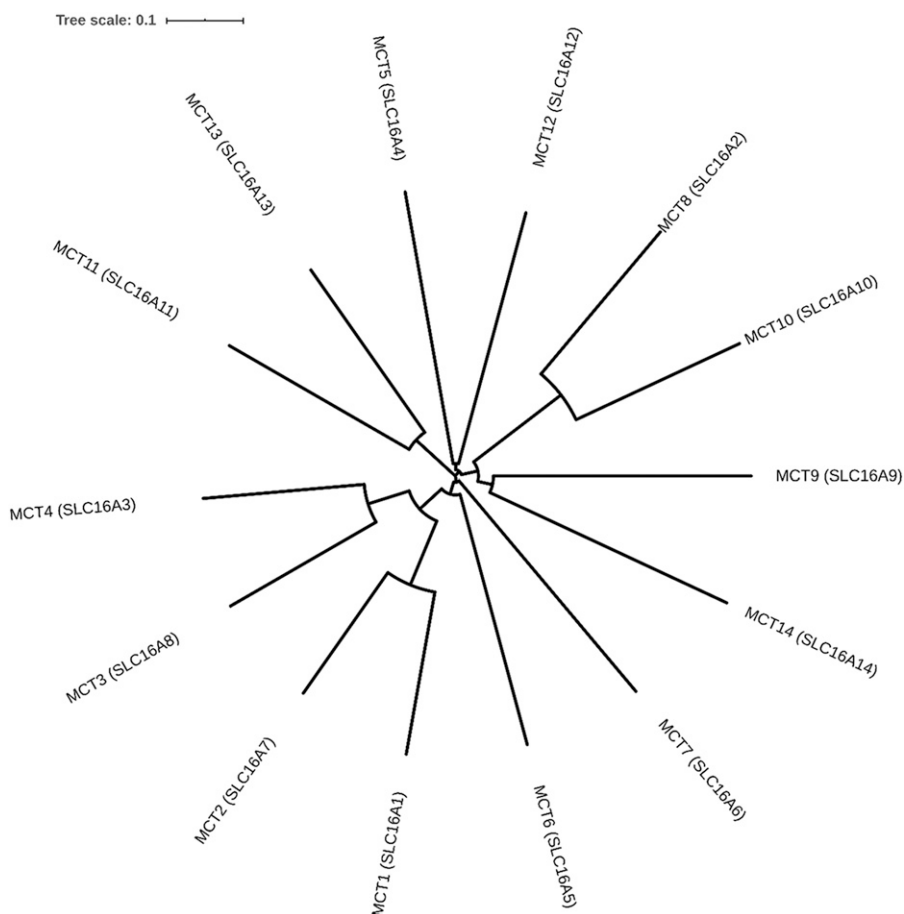 Tree scale: 0.1
MCT5 (SLC16A4)
MCT12 (SLC16A12)
MCT13 (SLC16A13)
MCT8 (SLC16A2)
MCT11 (SLC16A11)
MCT10 (SLC16A10)
MCT9 (SLC16A9)
MCT4 (SLC16A3)
MCT14 (SLC16A14)
MCT3 (SLC16A8)
MCT7 (SLC16A6)
MCT2 (SLC16A7)
MCT6 (SLC16A5)
MCT1 (SLC16A1)